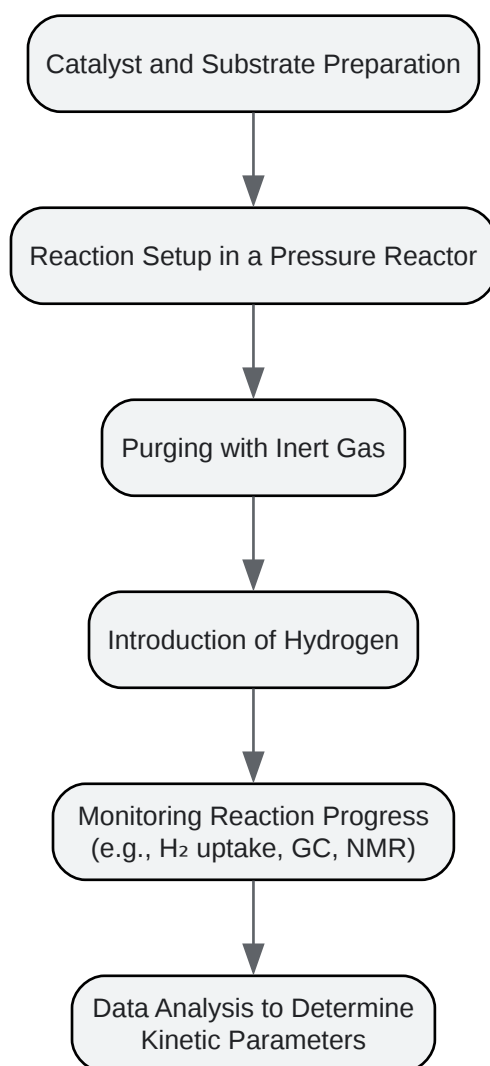 Catalyst and Substrate Preparation
Reaction Setup in a Pressure Reactor
Purging with Inert Gas
Introduction of Hydrogen
Monitoring Reaction Progress
(e.g., H₂ uptake, GC, NMR)
Data Analysis to Determine
Kinetic Parameters